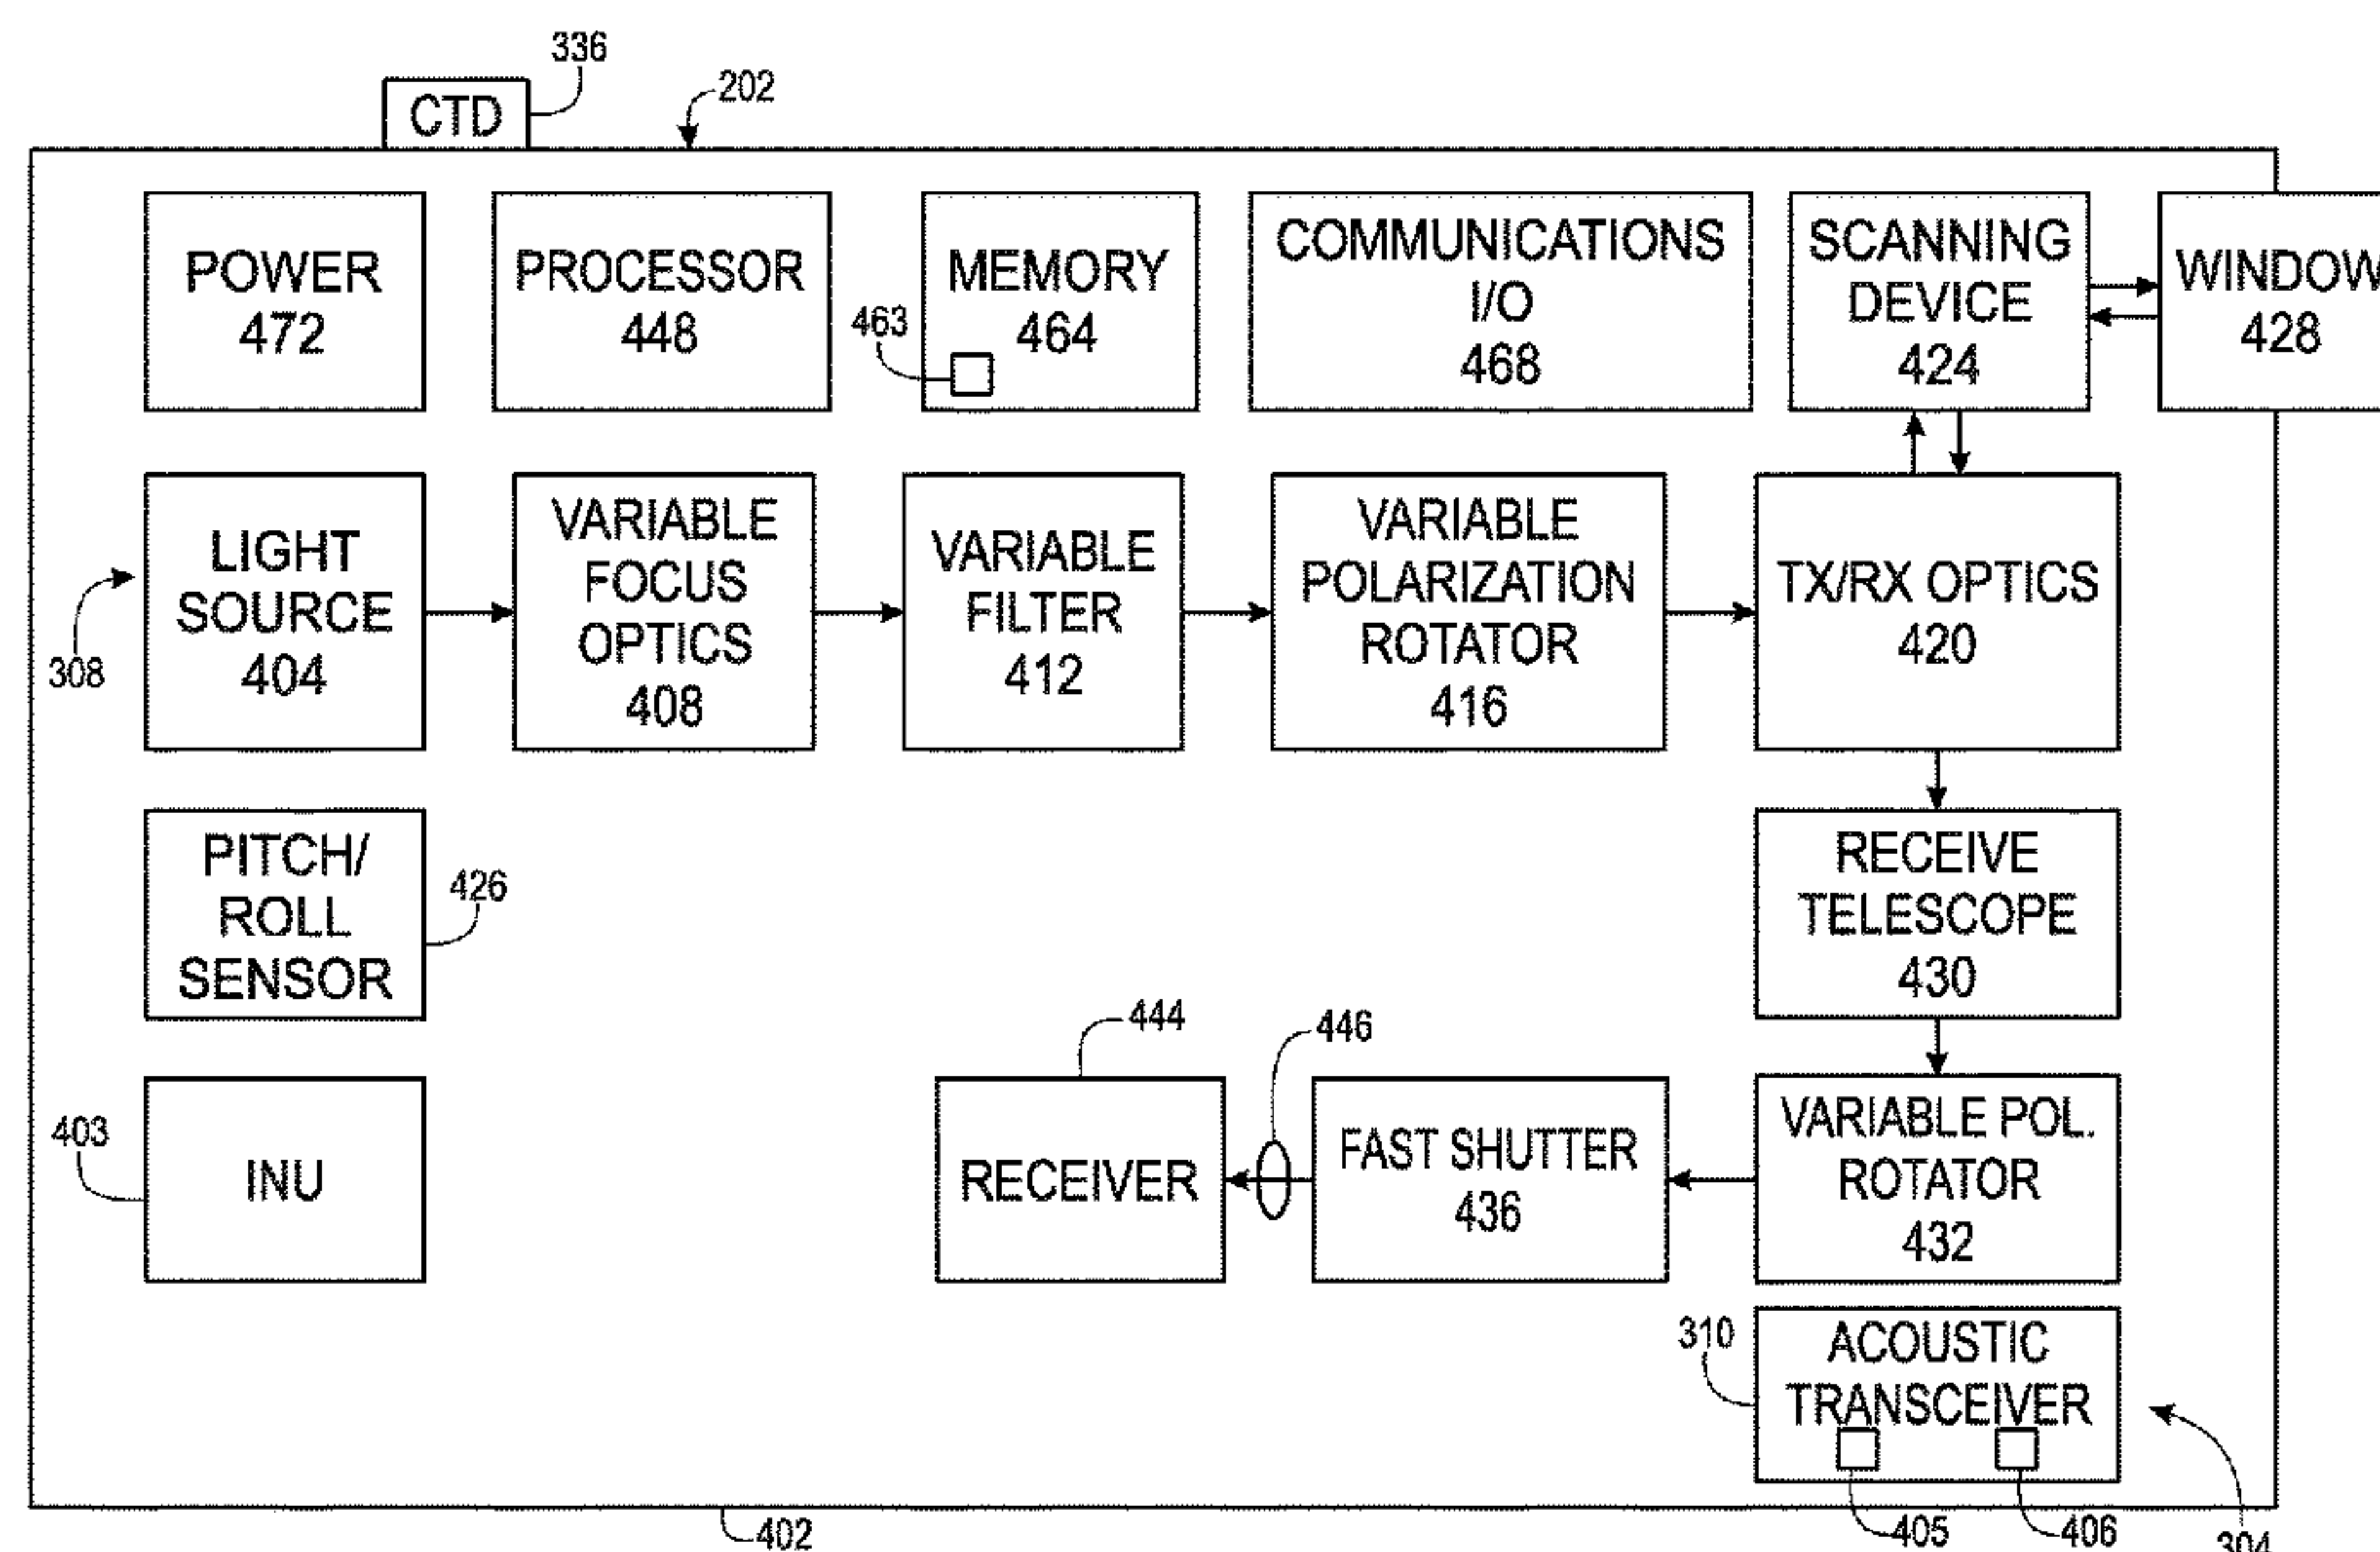 336
CTD
202
POWER
472
PROCESSOR
448
MEMORY
464
463
COMMUNICATIONS
I/O
468
SCANNING
DEVICE
424
WINDOW
428
308
LIGHT
SOURCE
404
VARIABLE
FOCUS
OPTICS
408
VARIABLE
FILTER
412
VARIABLE
POLARIZATION
ROTATOR
416
TX/RX OPTICS
420
PITCH/
ROLL
SENSOR
426
RECEIVE
TELESCOPE
430
403
INU
444
RECEIVER
446
FAST SHUTTER
436
VARIABLE POL.
ROTATOR
432
310
ACOUSTIC
TRANSCEIVER
402
405
406
304